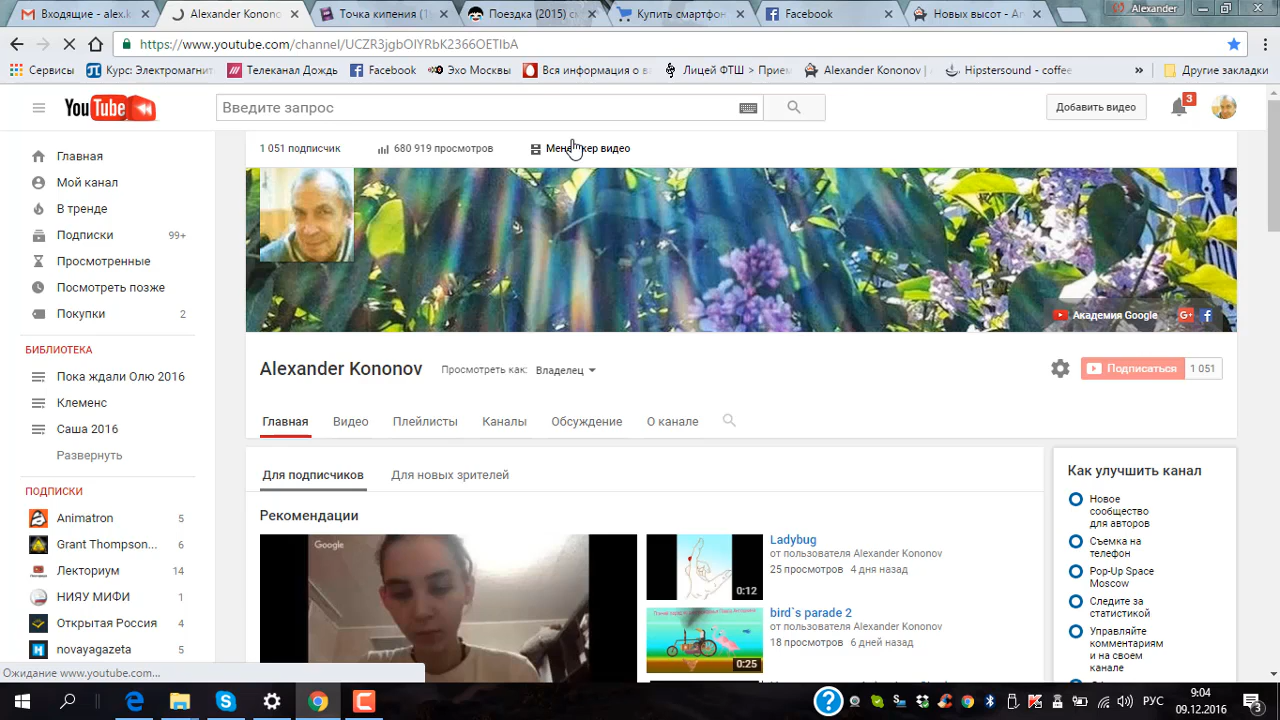 Входящие - alex.k
Alexander Konono
Точка кипения (1
Поездка (2015) с
Купить смартфон
Facebook
Новых высот - Ar
Alexander
https://www.youtube.com/channel/UCZR3jgbOIYRbK2366OETIbA
Сервисы
Курс: Электромагнит
Телеканал Дождь
Facebook
Эхо Москвы
Вся информация о в
Лицей ФТШ > Прием
Alexander Kononov |
Hipstersound - coffee
»
Другие закладки
YouTube
Введите запрос
Добавить видео
3
1 051 подписчик
680 919 просмотров
Менеджер видео
Главная
Мой канал
В тренде
Подписки 99+
Просмотренные
Посмотреть позже
Покупки 2
БИБЛИОТЕКА
Пока ждали Олю 2016
Клеменс
Саша 2016
Развернуть
ПОДПИСКИ
Animatron 5
Grant Thompson... 6
Лекториум 14
НИЯУ МИФИ 1
Открытая Россия 4
novayagazeta 5
Академия Google
Alexander Kononov
Просмотреть как: Владелец
Подписаться 1 051
Главная
Видео
Плейлисты
Каналы
Обсуждение
О канале
Для подписчиков
Для новых зрителей
Рекомендации
Google
Ladybug
от пользователя Alexander Kononov
25 просмотров 4 дня назад
0:12
bird`s parade 2
от пользователя Alexander Kononov
18 просмотров 6 дней назад
0:25
Как улучшить канал
Новое
сообщество
для авторов
Съемка на
телефон
Pop-Up Space
Moscow
Следите за
статистикой
Управляйте
комментариям
и на своем
канале
Ожидание www.youtube.com...
РУС
9:04
09.12.2016
3